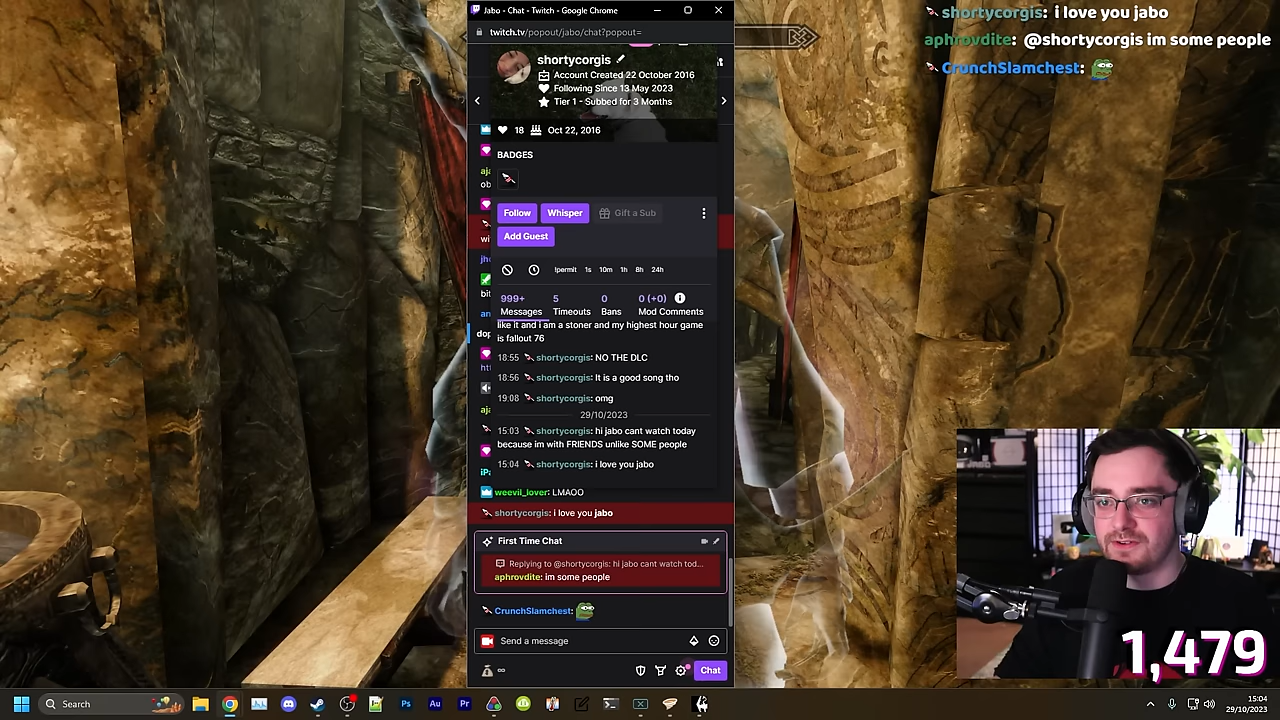 Jabo - Chat - Twitch - Google Chrome
twitch.tv/popout/jabo/chat?popout=
shortycorgis
Account Created 22 October 2016
Following Since 13 May 2023
Tier 1 - Subbed for 3 Months
18 Oct 22, 2016
BADGES
Follow Whisper Gift a Sub
Add Guest
!permit 1s 10m 1h 8h 24h
999+ 5 0 0 (+0)
Messages Timeouts Bans Mod Comments
like it and i am a stoner and my highest hour game
is fallout 76
18:55 shortycorgis: NO THE DLC
18:56 shortycorgis: It is a good song tho
19:08 shortycorgis: omg
29/10/2023
15:03 shortycorgis: hi jabo cant watch today
because im with FRIENDS unlike SOME people
15:04 shortycorgis: i love you jabo
weevil_lover: LMAOO
shortycorgis: i love you jabo
First Time Chat
Replying to @shortycorgis: hi jabo cant watch tod...
aphrovdite: im some people
CrunchSlamchest:
Send a message
Chat
shortycorgis: i love you jabo
aphrovdite: @shortycorgis im some people
CrunchSlamchest:
1,479
Search
15:04
29/10/2023